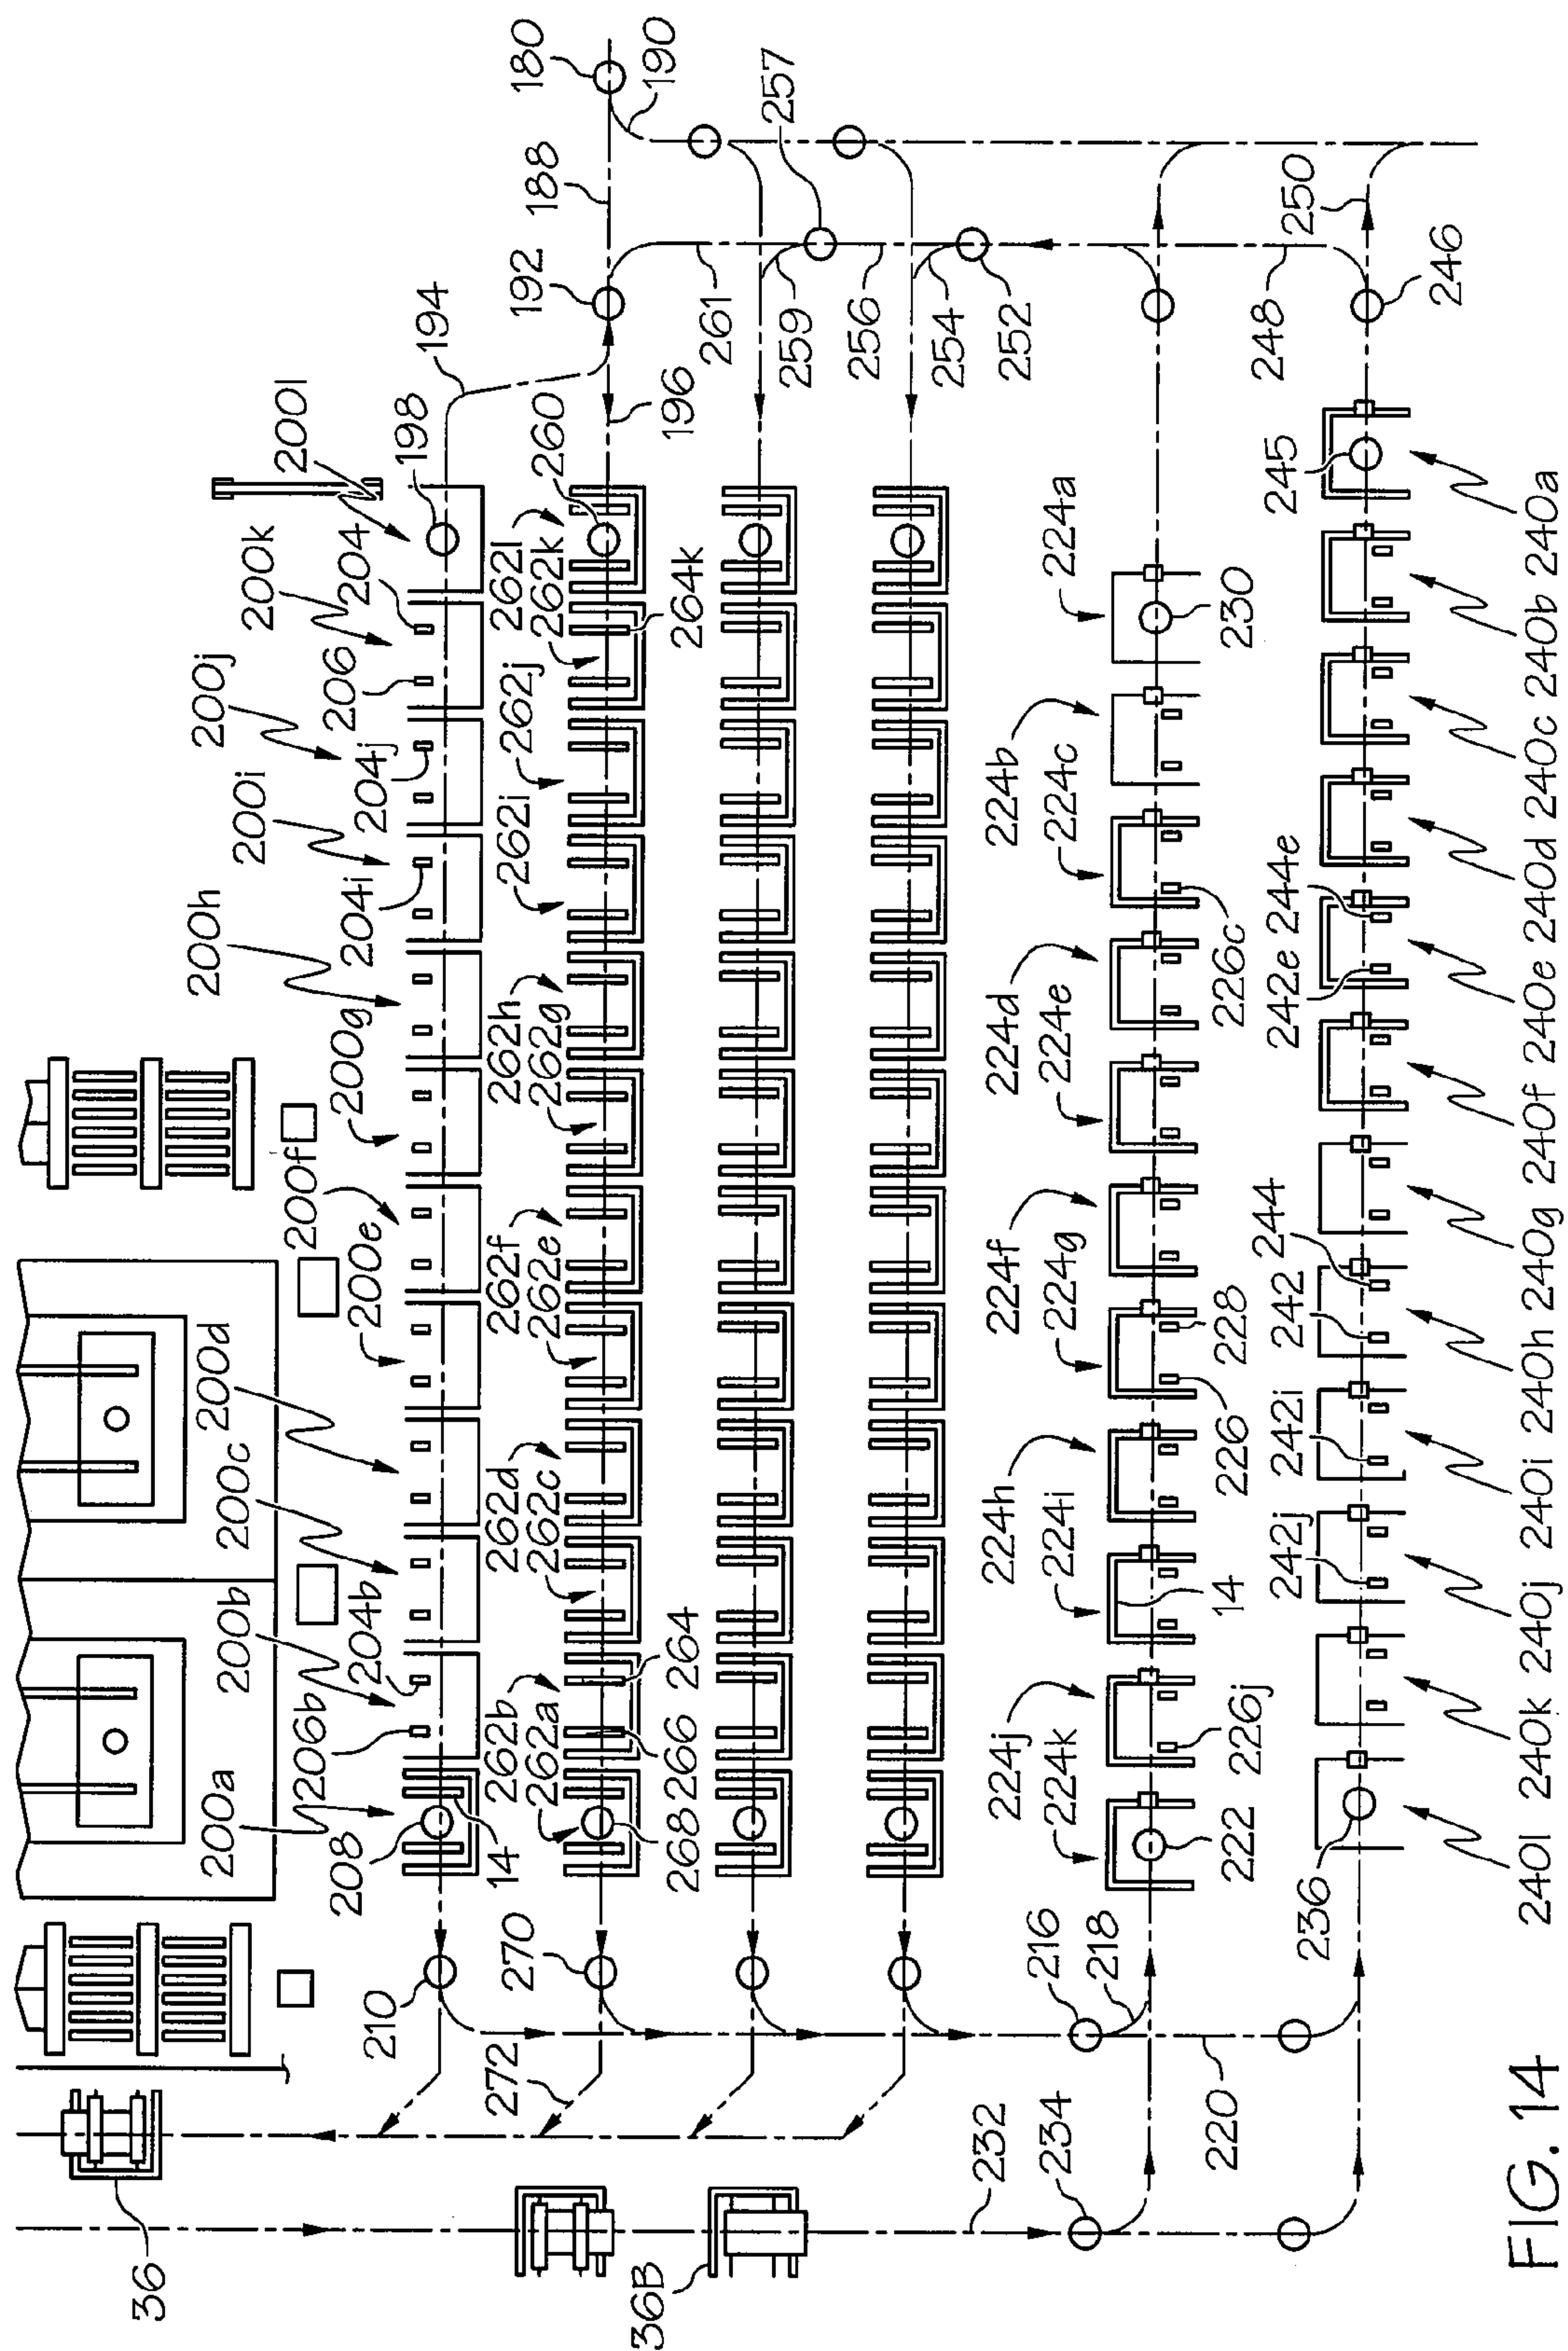 180
190
188
257
192
194
261
259
256
254
252
250
248
246
200l
198
196
260
204
200k
206
200j
204j
200i
204i
200h
200g
200f
200e
200d
200c
200b
204b
206b
200a
208
14
210
262l
262k
264k
262j
262i
262h
262g
262f
262e
262d
262c
262b
262a
264
266
268
270
272
224a
230
224b
224c
226c
224d
224e
224f
224g
228
226
224h
224i
14
224j
224k
226j
222
216
218
220
232
234
236
245
244e
242e
244
242
242i
242j
240a
240b
240c
240d
240e
240f
240g
240h
240i
240j
240k
240l
36
36B
FIG. 14